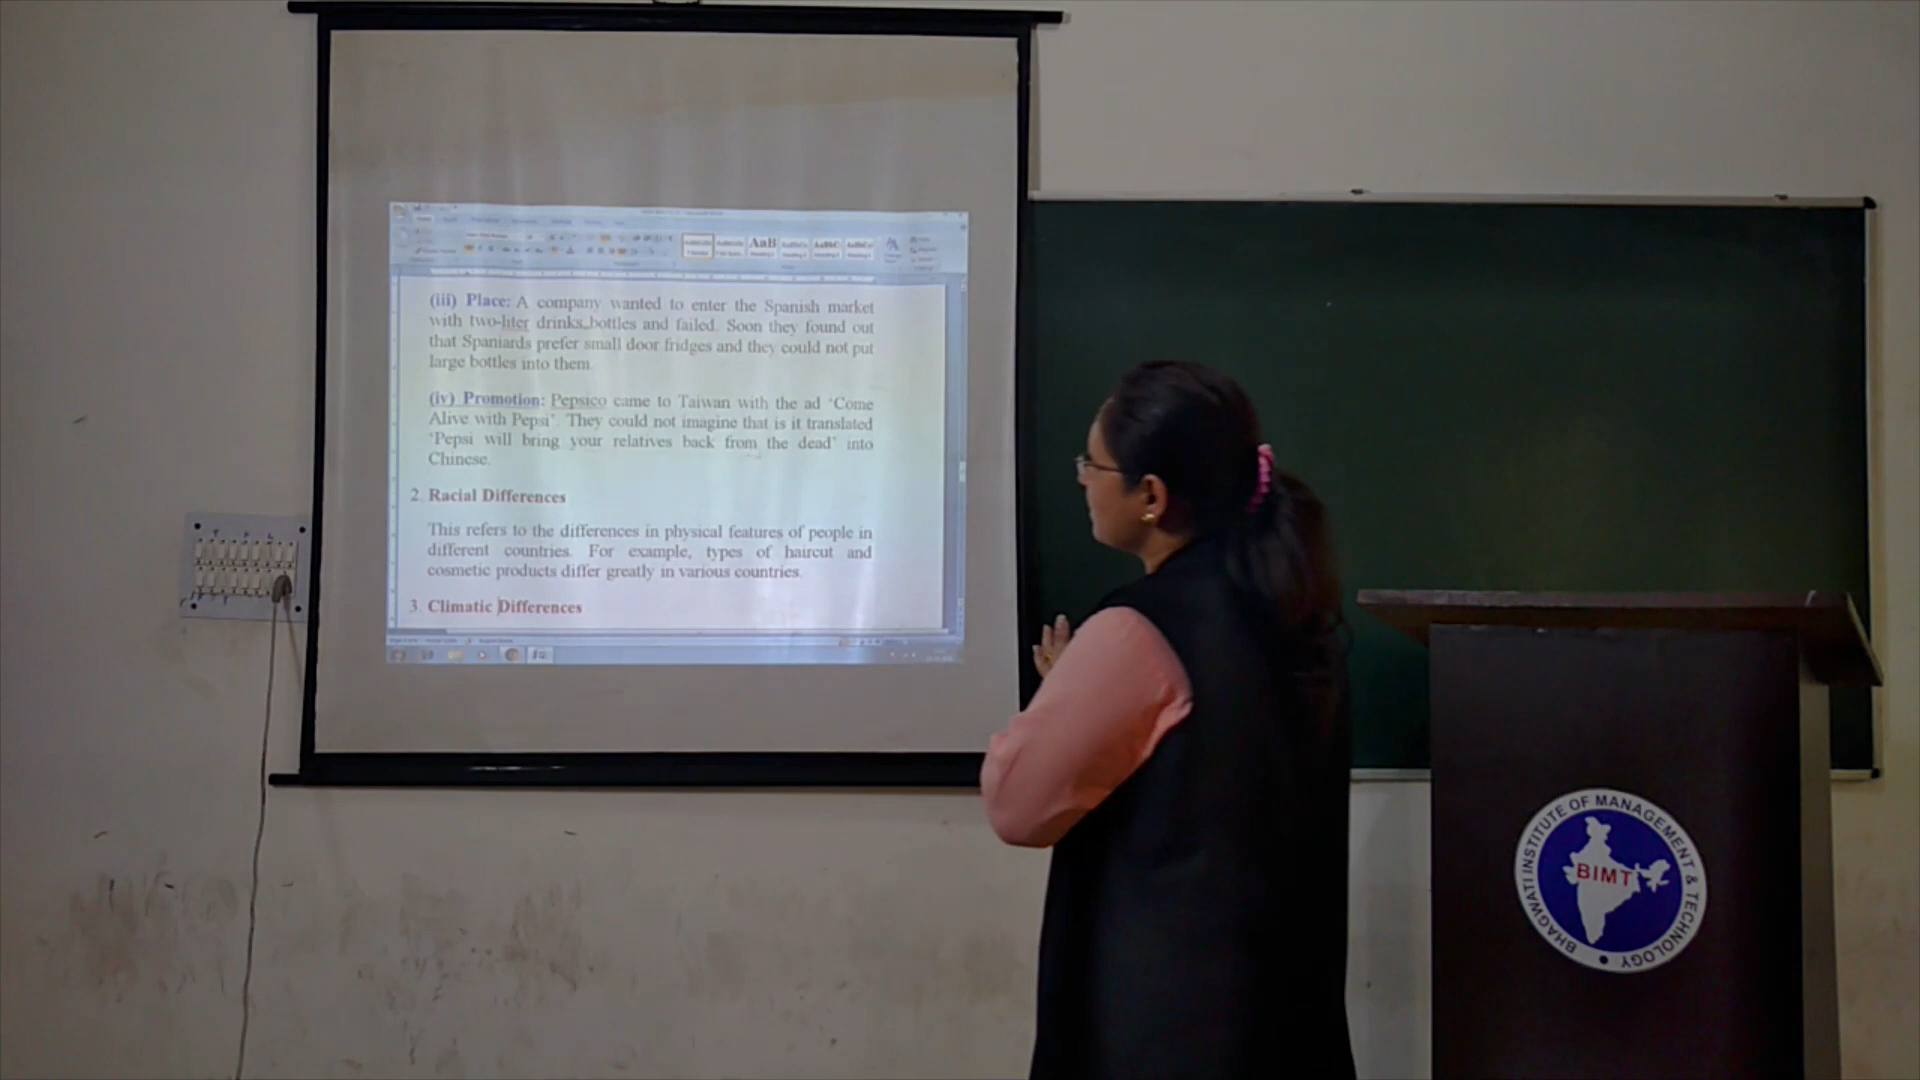 (iii) Place: A company wanted to enter the Spanish market
with two-liter drinks bottles and failed. Soon they found out
that Spaniards prefer small door fridges and they could not put
large bottles into them.
(iv) Promotion: Pepsico came to Taiwan with the ad ‘Come
Alive with Pepsi’. They could not imagine that is it translated
‘Pepsi will bring your relatives back from the dead’ into
Chinese.
2. Racial Differences
This refers to the differences in physical features of people in
different countries. For example, types of haircut and
cosmetic products differ greatly in various countries.
3. Climatic Differences
BHAGWATI INSTITUTE OF MANAGEMENT & TECHNOLOGY
BIMT